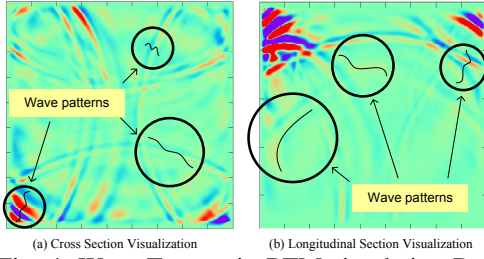 Wave patterns
Wave patterns
(a) Cross Section Visualization
(b) Longitudinal Section Visualization